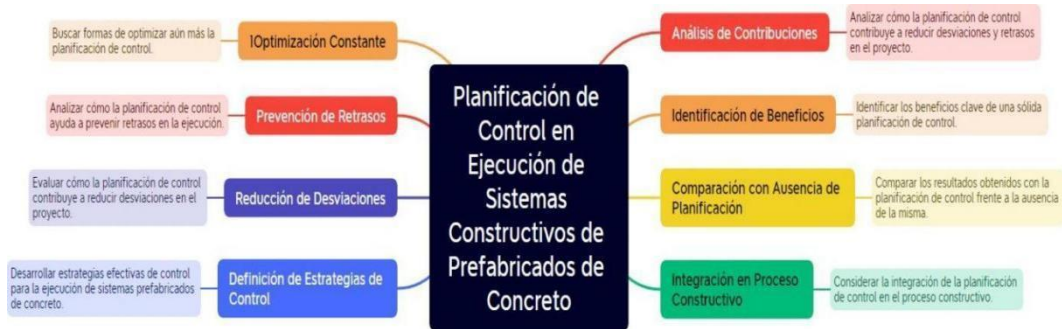 Planificación de
Control en
Ejecución de
Sistemas
Constructivos de
Prefabricados de
Concreto
Análisis de Contribuciones
Analizar cómo la planificación de control
contribuye a reducir desviaciones y retrasos
en el proyecto.
Identificación de Beneficios
Identificar los beneficios clave de una sólida
planificación de control.
Comparación con Ausencia de
Planificación
Comparar los resultados obtenidos con la
planificación de control frente a la ausencia
de la misma.
Integración en Proceso
Constructivo
Considerar la integración de la planificación
de control en el proceso constructivo.
IOptimización Constante
Buscar formas de optimizar aún más la
planificación de control.
Prevención de Retrasos
Analizar cómo la planificación de control
ayuda a prevenir retrasos en la ejecución.
Reducción de Desviaciones
Evaluar cómo la planificación de control
contribuye a reducir desviaciones en el
proyecto.
Definición de Estrategias de
Control
Desarrollar estrategias efectivas de control
para la ejecución de sistemas prefabricados
de concreto.